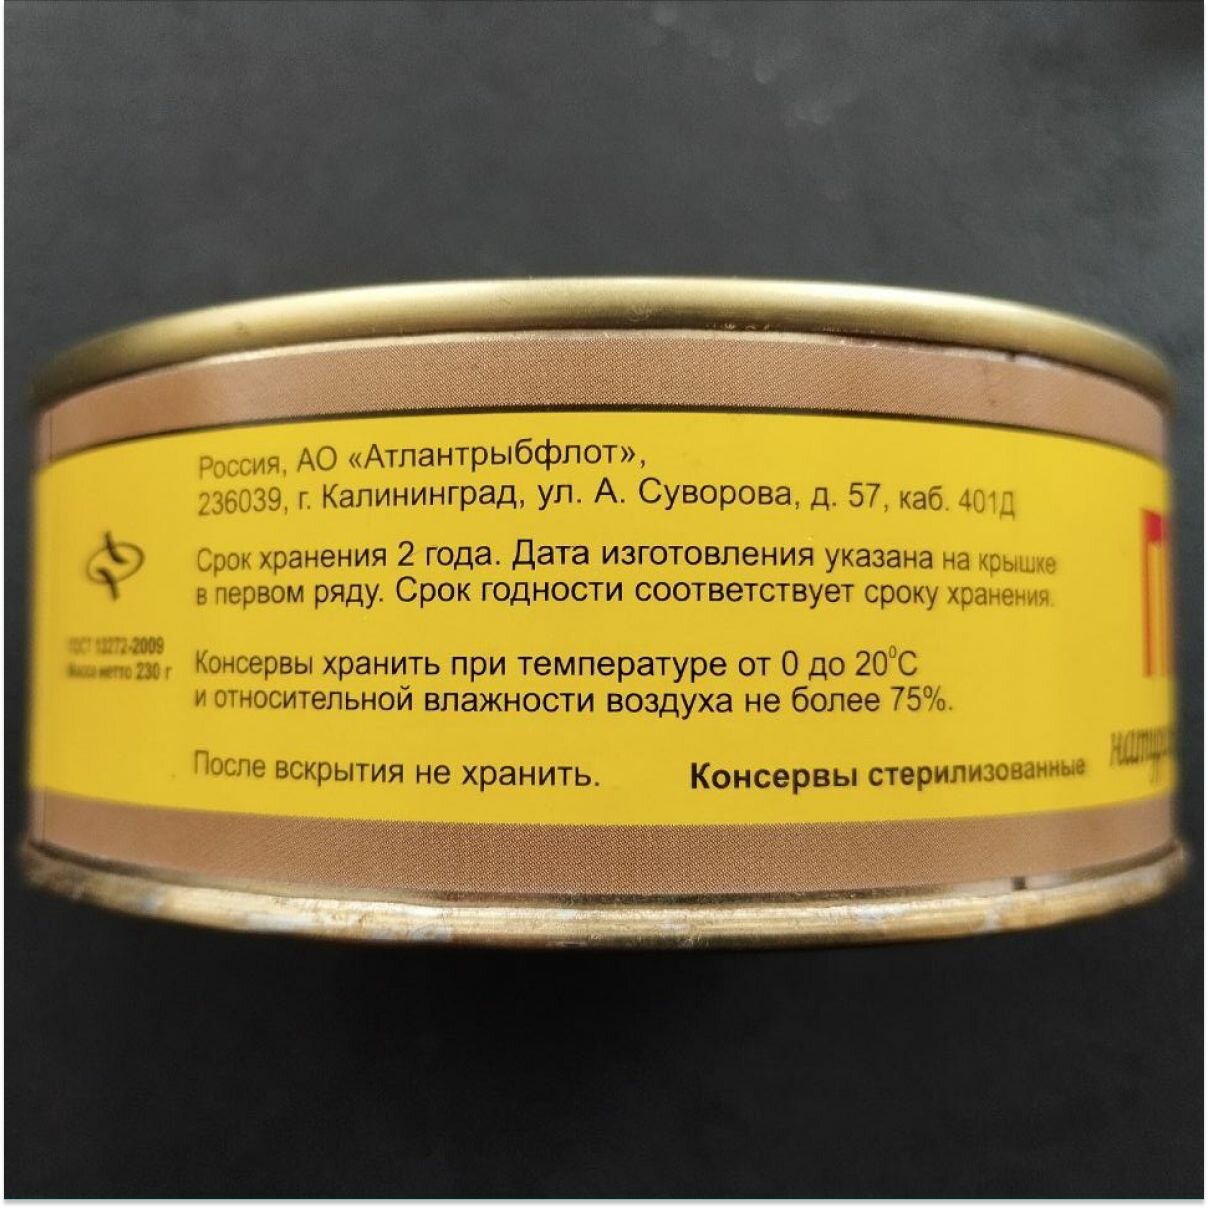 Россия, АО «Атлантрыбфлот»,
236039, г. Калининград, ул. А. Суворова, д. 57, каб. 401Д
Срок хранения 2 года. Дата изготовления указана на крышке
в первом ряду. Срок годности соответствует сроку хранения.
ГОСТ 13272-2009
Масса нетто 230 г
Консервы хранить при температуре от 0 до 20⁰С
и относительной влажности воздуха не более 75%.
После вскрытия не хранить.
Консервы стерилизованные